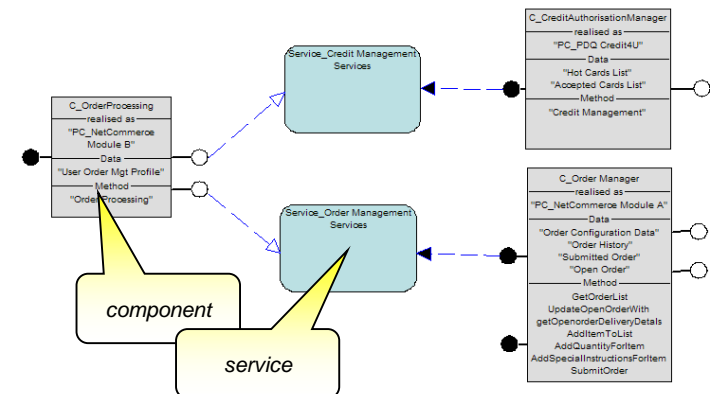 C_CreditAuthorisationManager
realised as
"PC_PDQ Credit4U"
Data
"Hot Cards List"
"Accepted Cards List"
Method
"Credit Management"
Service_Credit Management
Services
C_OrderProcessing
realised as
"PC_NetCommerce
Module B"
Data
"User Order Mgt Profile"
Method
"OrderProcessing"
Service_Order Management
Services
C_Order Manager
realised as
"PC_NetCommerce Module A"
Data
"Order Configuration Data"
"Order History"
"Submitted Order"
"Open Order"
Method
GetOrderList
UpdateOpenOrderWith
getOpenorderDeliveryDetals
AddItemToList
AddQuantityForItem
AddSpecialInstructionsForItem
SubmitOrder
component
service